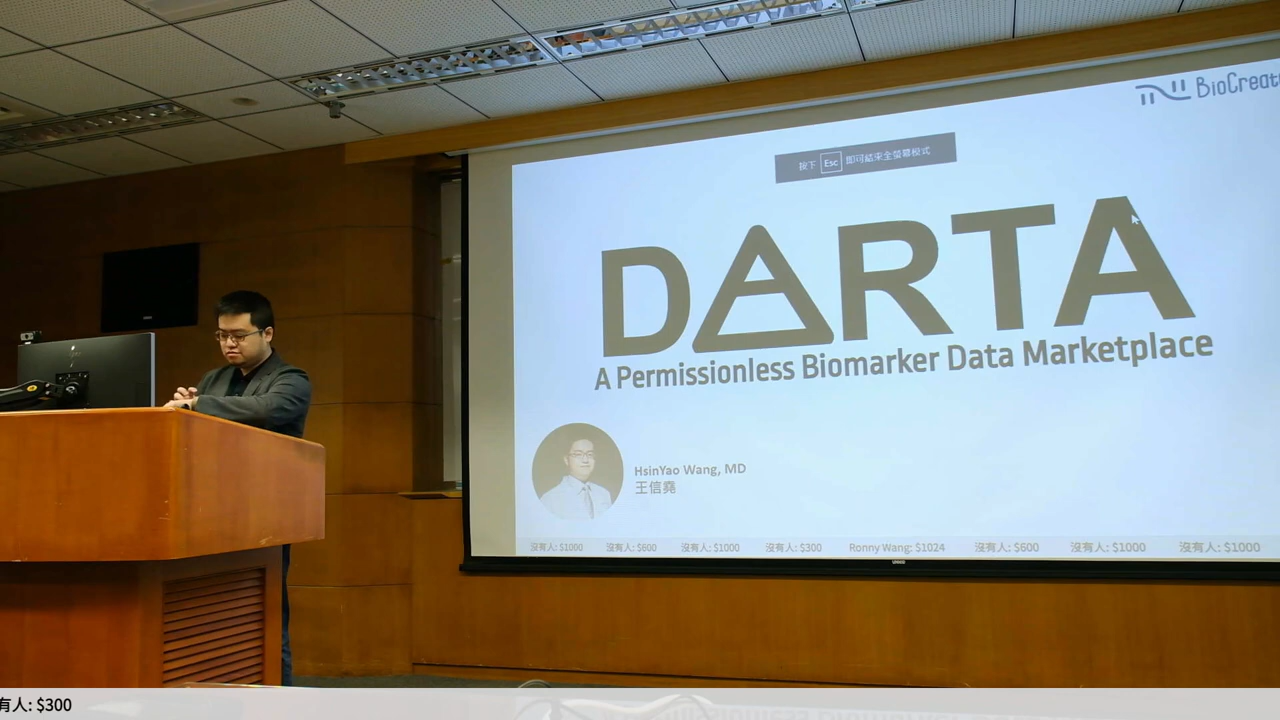 BioCreat
按下 Esc 即可結束全螢幕模式
DARTA
A Permissionless Biomarker Data Marketplace
HsinYao Wang, MD
王信堯
沒有人: $1000 沒有人: $600 沒有人: $1000 沒有人: $300 Ronny Wang: $1024 沒有人: $600 沒有人: $1000 沒有人: $1000
有人: $300